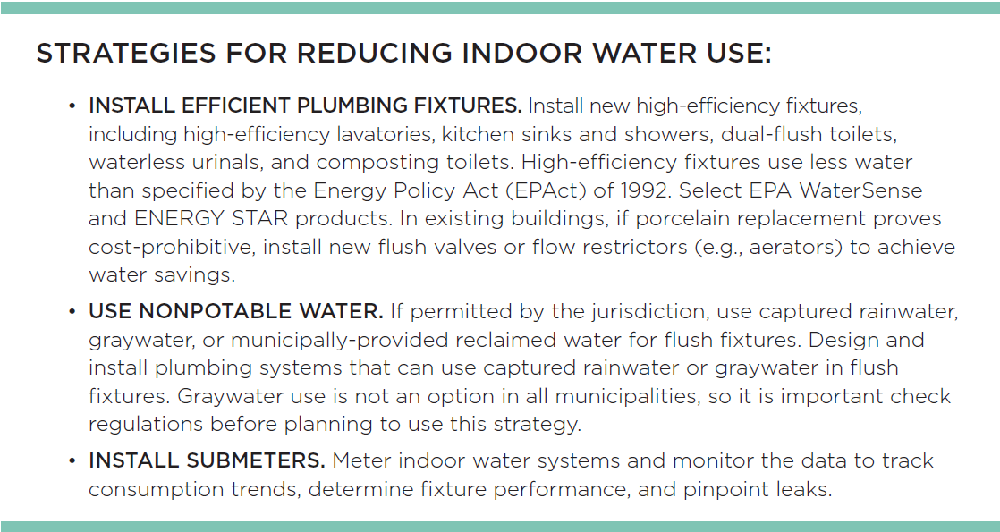 STRATEGIES FOR REDUCING INDOOR WATER USE:
• INSTALL EFFICIENT PLUMBING FIXTURES. Install new high-efficiency fixtures,
including high-efficiency lavatories, kitchen sinks and showers, dual-flush toilets,
waterless urinals, and composting toilets. High-efficiency fixtures use less water
than specified by the Energy Policy Act (EPAct) of 1992. Select EPA WaterSense
and ENERGY STAR products. In existing buildings, if porcelain replacement proves
cost-prohibitive, install new flush valves or flow restrictors (e.g., aerators) to achieve
water savings.
• USE NONPOTABLE WATER. If permitted by the jurisdiction, use captured rainwater,
graywater, or municipally-provided reclaimed water for flush fixtures. Design and
install plumbing systems that can use captured rainwater or graywater in flush
fixtures. Graywater use is not an option in all municipalities, so it is important check
regulations before planning to use this strategy.
• INSTALL SUBMETERS. Meter indoor water systems and monitor the data to track
consumption trends, determine fixture performance, and pinpoint leaks.